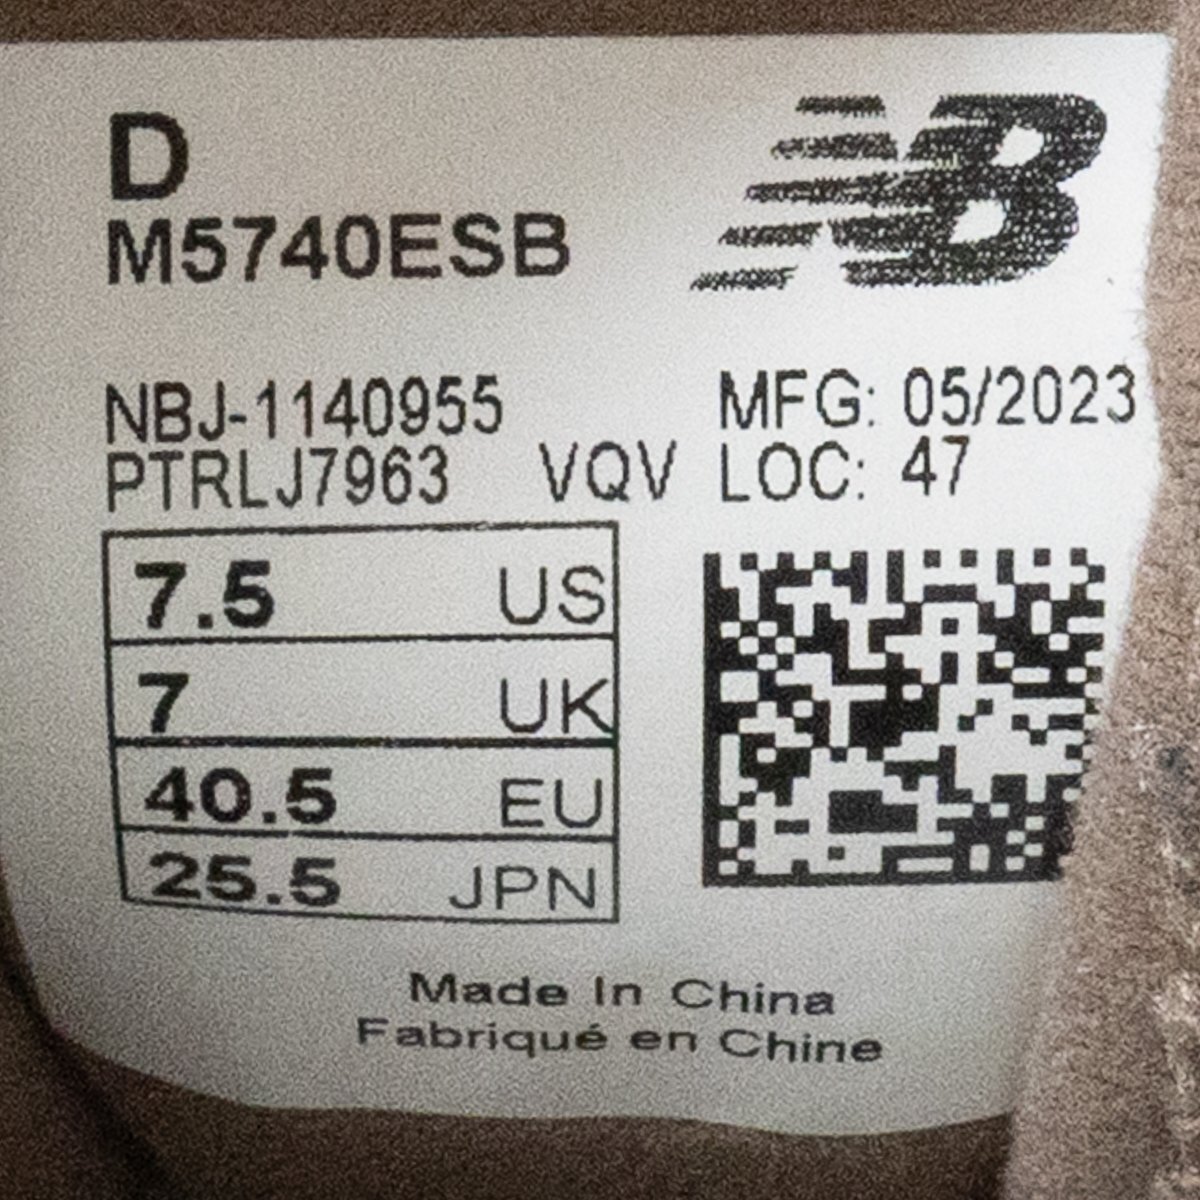 D
M5740ESB
NB
NBJ-1140955
MFG: 05/2023
PTRLJ7963 VQV LOC: 47
7.5 US
7 UK
40.5 EU
25.5 JPN
Made In China
Fabriqué en Chine